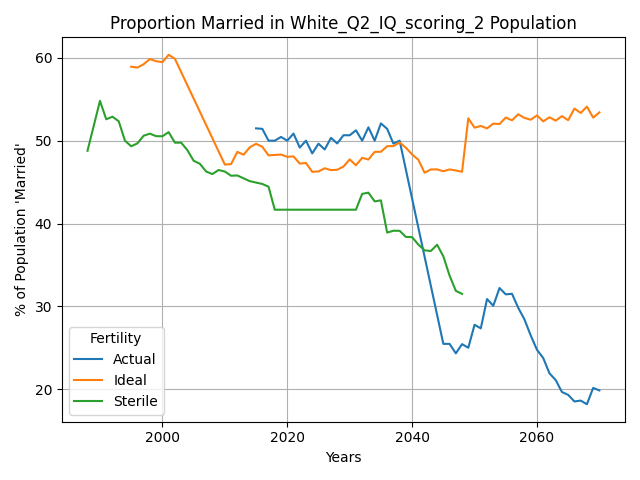 Proportion Married in White_Q2_IQ_scoring_2 Population
% of Population 'Married'
60
50
40
30
20
Fertility
Actual
Ideal
Sterile
2000
2020
2040
2060
Years